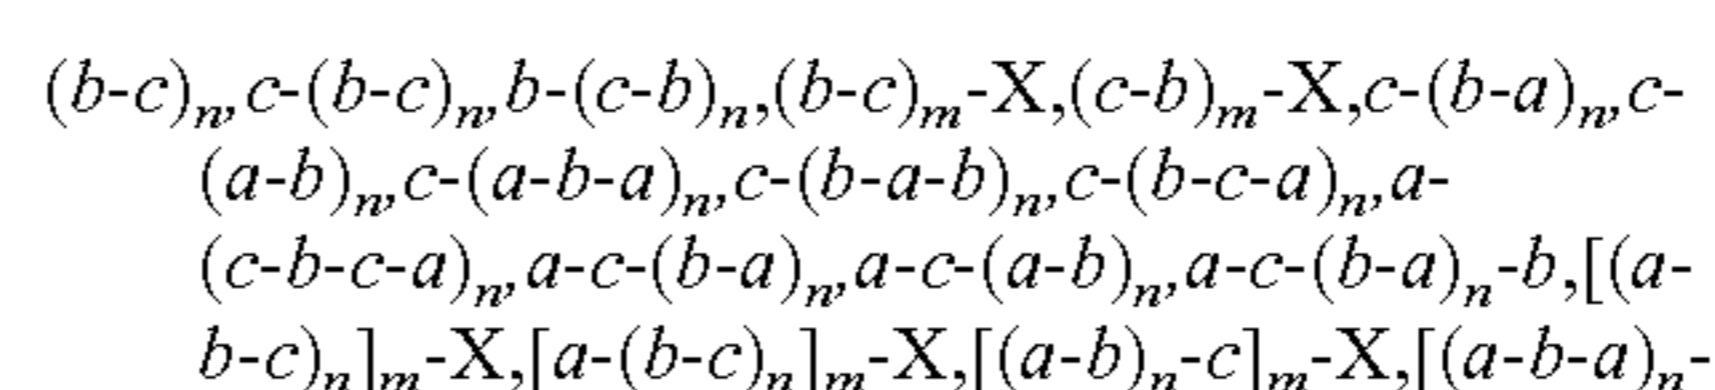 (b-c)n,c-(b-c)n,b-(c-b)n,(b-c)m-X,(c-b)m-X,c-(b-a)n,c-
(a-b)n,c-(a-b-a)n,c-(b-a-b)n,c-(b-c-a)n,a-
(c-b-c-a)n,a-c-(b-a)n,a-c-(a-b)n,a-c-(b-a)n-b,[(a-
b-c)n]m-X,[a-(b-c)n]m-X,[(a-b)n-c]m-X,[(a-b-a)n-